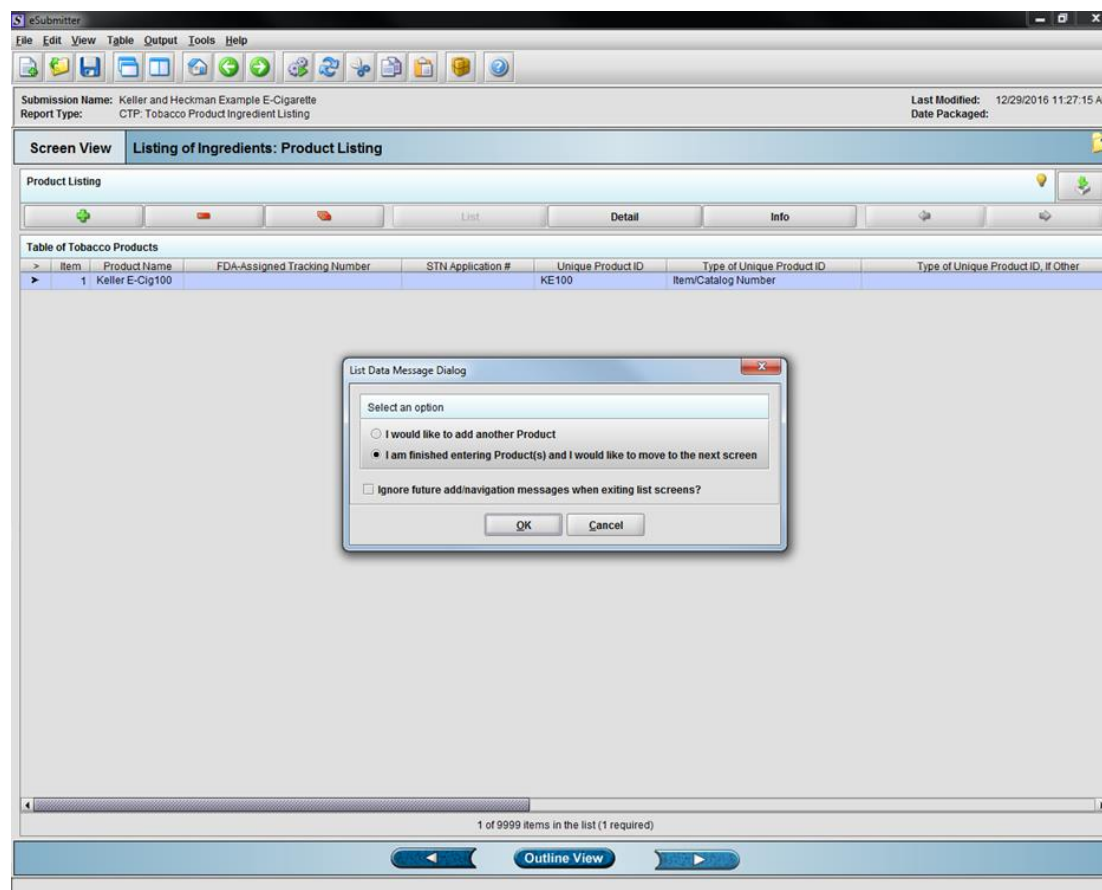 eSubmitter
File Edit View Table Output Tools Help
Submission Name: Keller and Heckman Example E-Cigarette
Last Modified: 12/29/2016 11:27:15 A
Report Type: CTP: Tobacco Product Ingredient Listing
Date Packaged:
Screen View Listing of Ingredients: Product Listing
Product Listing
List Detail Info
Table of Tobacco Products
> Item Product Name FDA-Assigned Tracking Number STN Application # Unique Product ID Type of Unique Product ID Type of Unique Product ID, If Other
1 Keller E-Cig100 KE100 Item/Catalog Number
List Data Message Dialog
Select an option
I would like to add another Product
I am finished entering Product(s) and I would like to move to the next screen
Ignore future add/navigation messages when exiting list screens?
OK Cancel
1 of 9999 items in the list (1 required)
Outline View